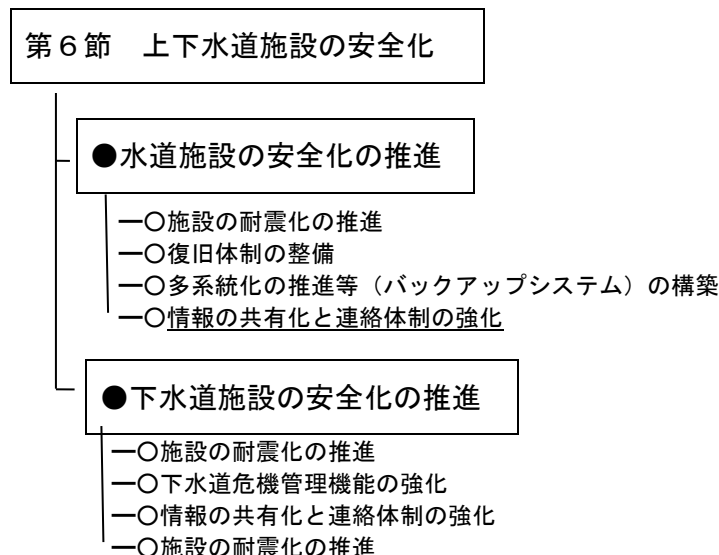 第６節　上下水道施設の安全化
●水道施設の安全化の推進
―○施設の耐震化の推進
―○復旧体制の整備
―○多系統化の推進等（バックアップシステム）の構築
―○情報の共有化と連絡体制の強化
●下水道施設の安全化の推進
―○施設の耐震化の推進
―○下水道危機管理機能の強化
―○情報の共有化と連絡体制の強化
―○施設の耐震化の推進